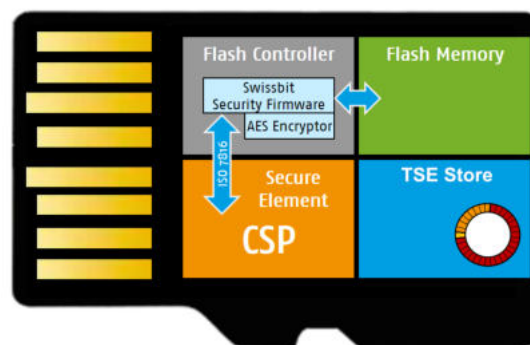 Flash Controller
Swissbit
Security Firmware
AES Encryptor
Flash Memory
ISO 7816
Secure
Element
CSP
TSE Store